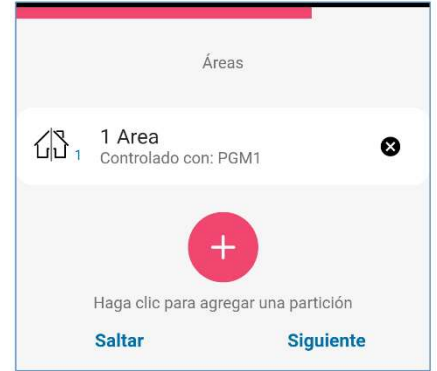 Áreas
1 Area
1
Controlado con: PGM1
Haga clic para agregar una partición
Saltar
Siguiente